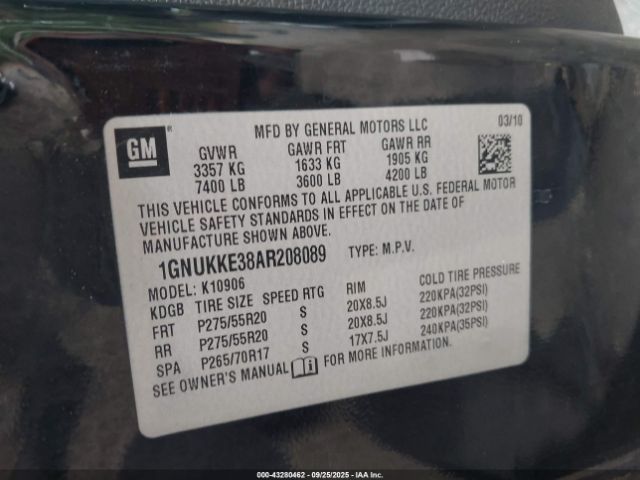 GM
MFD BY GENERAL MOTORS LLC 03/10
GVWR GAWR FRT GAWR RR
3357 KG 1633 KG 1905 KG
7400 LB 3600 LB 4200 LB
THIS VEHICLE CONFORMS TO ALL APPLICABLE U.S. FEDERAL MOTOR
VEHICLE SAFETY STANDARDS IN EFFECT ON THE DATE OF
MANUFACTURE SHOWN ABOVE.
1GNUKKE38AR208089 TYPE: M.P.V.
MODEL: K10906
KDGB TIRE SIZE SPEED RTG RIM COLD TIRE PRESSURE
FRT P275/55R20 S 20X8.5J 220KPA(32PSI)
RR P275/55R20 S 20X8.5J 220KPA(32PSI)
SPA P265/70R17 S 17X7.5J 240KPA(35PSI)
SEE OWNER'S MANUAL FOR MORE INFORMATION.
000-43280462 - 09/25/2025 - IAAI.com